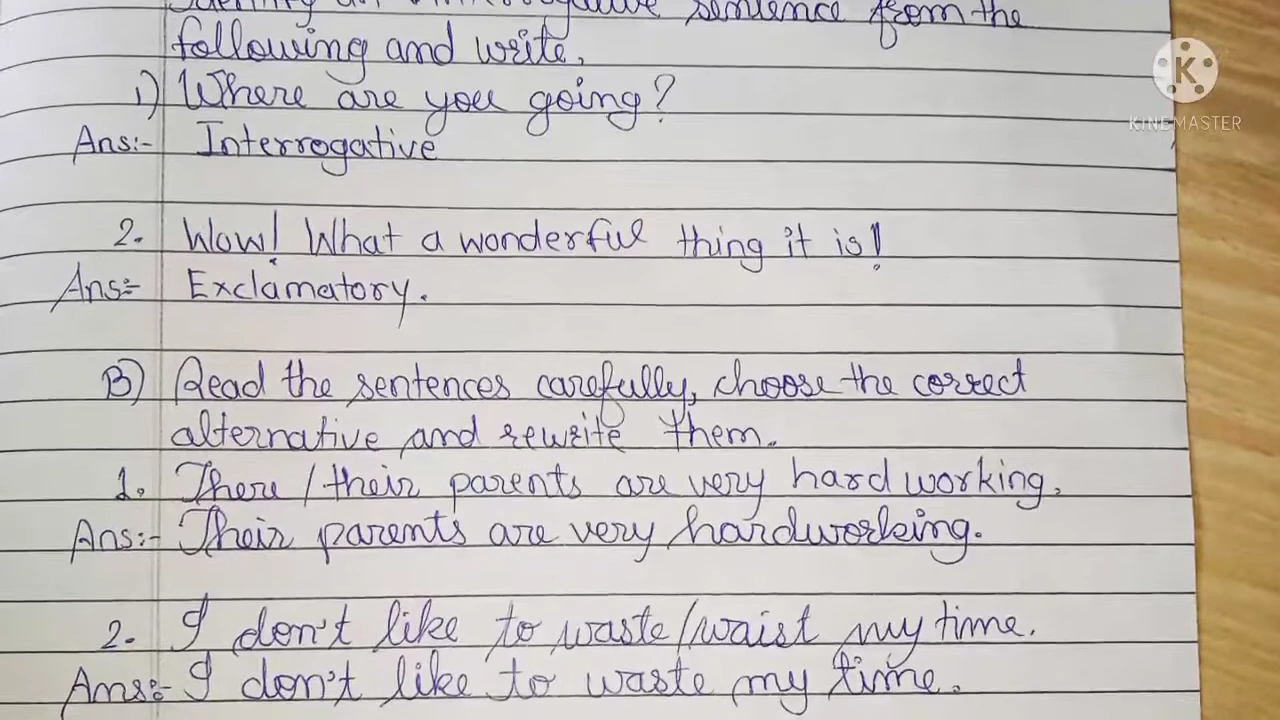 sentence from the
following and write.
1) Where are you going?
Ans:- Interrogative
2. Wow! What a wonderful thing it is!
Ans:- Exclamatory.
B) Read the sentences carefully, choose the correct
alternative and rewrite them.
1. There / their parents are very hard working.
Ans:- Their parents are very hardworking.
2. I don't like to waste/waist my time.
Ans:- I don't like to waste my time.
K
KINEMASTER